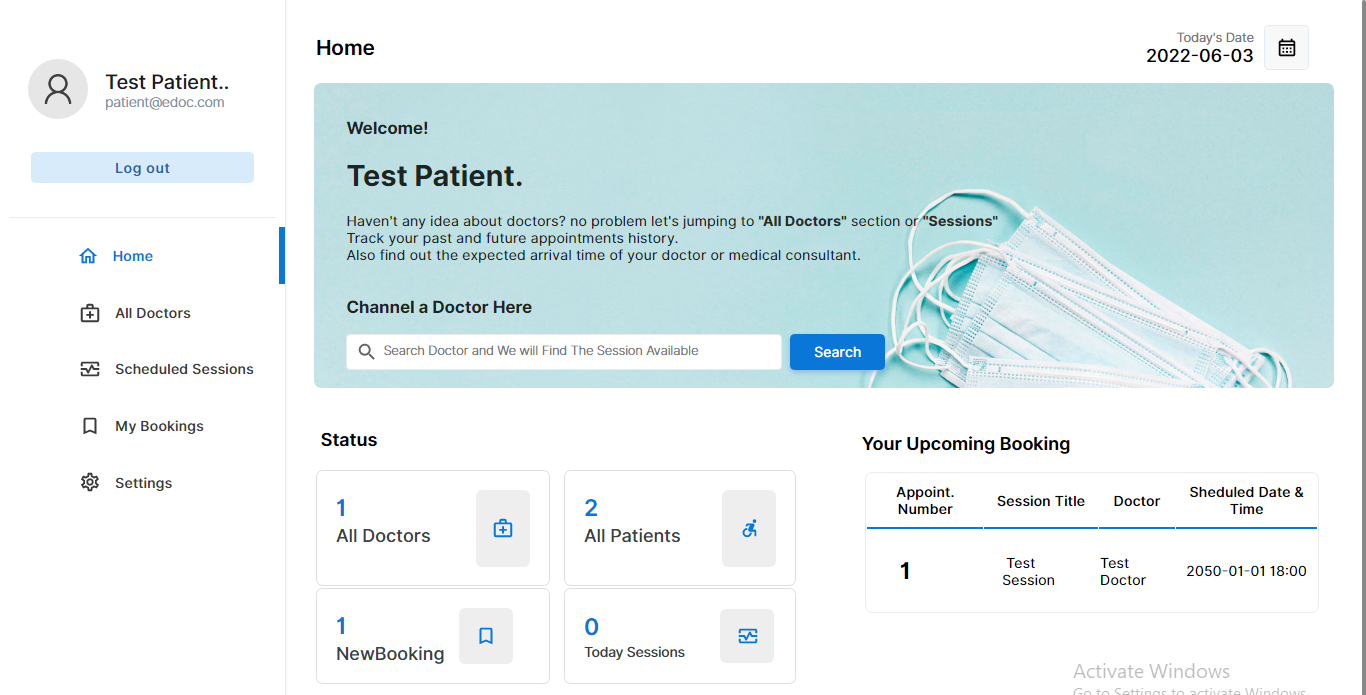 Test Patient..
patient@edoc.com
Log out
Home
All Doctors
Scheduled Sessions
My Bookings
Settings
Home
Today's Date
2022-06-03
Welcome!
Test Patient.
Haven't any idea about doctors? no problem let's jumping to "All Doctors" section or "Sessions"
Track your past and future appointments history.
Also find out the expected arrival time of your doctor or medical consultant.
Channel a Doctor Here
Search Doctor and We will Find The Session Available
Search
Status
1
All Doctors
2
All Patients
1
NewBooking
0
Today Sessions
Your Upcoming Booking
Appoint.
Number
Session Title
Doctor
Sheduled Date &
Time
1
Test
Session
Test
Doctor
2050-01-01 18:00
Activate Windows
Go to Settings to activate Windows.